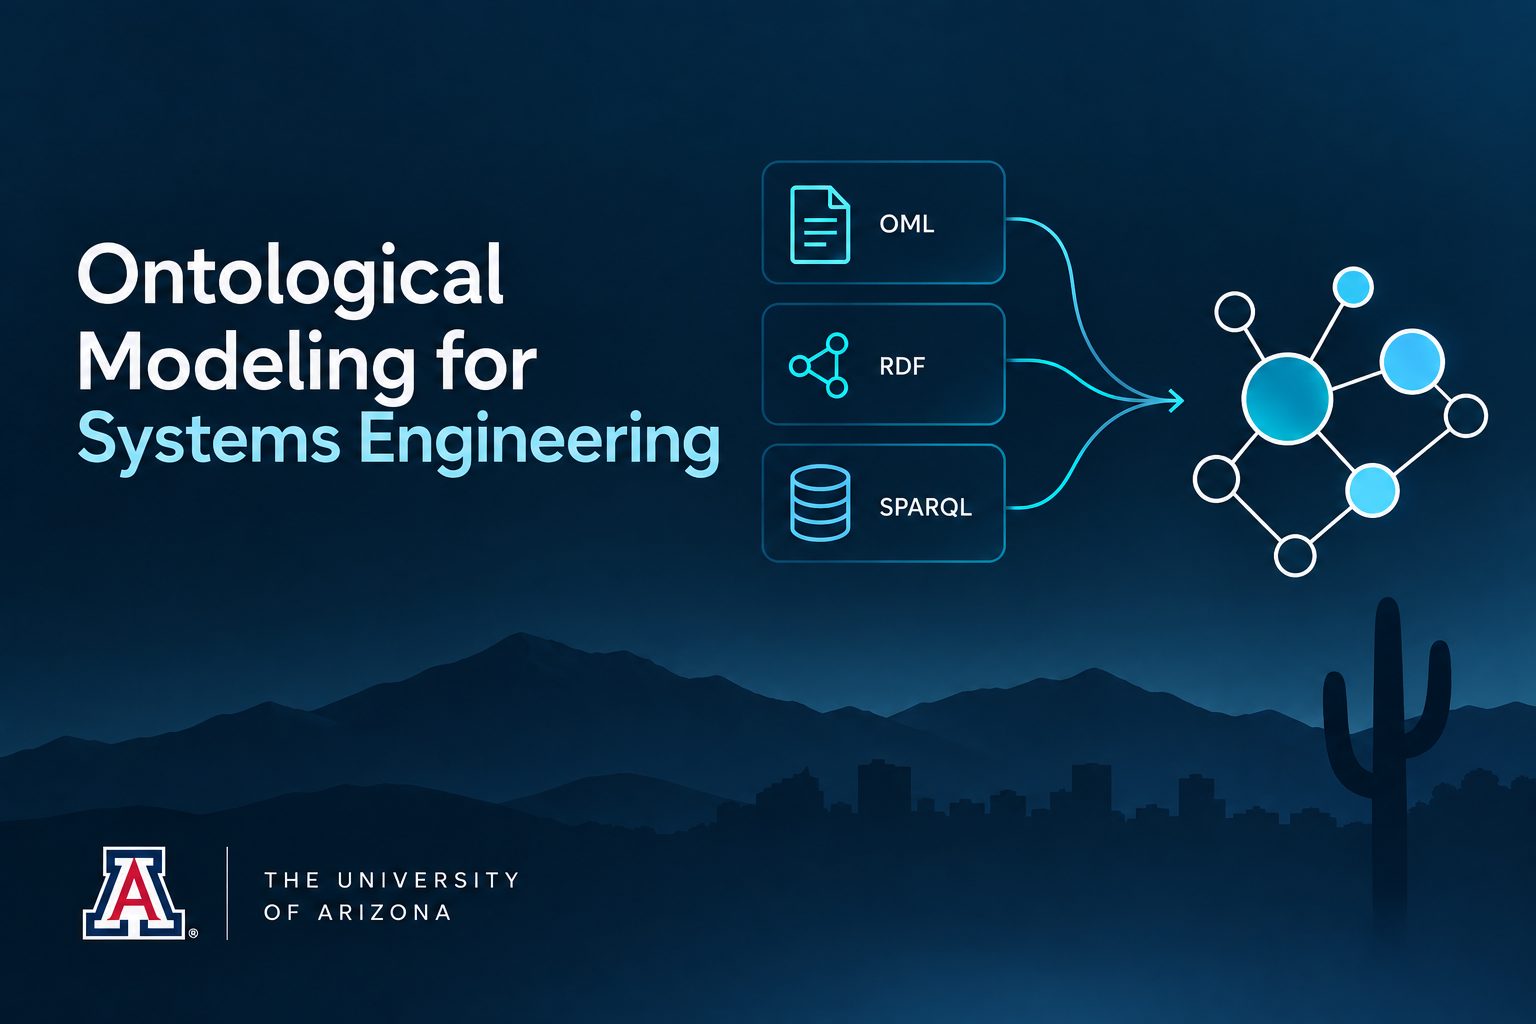 Ontological
Modeling for
Systems Engineering
OML
RDF
SPARQL
A
®
THE UNIVERSITY
OF ARIZONA